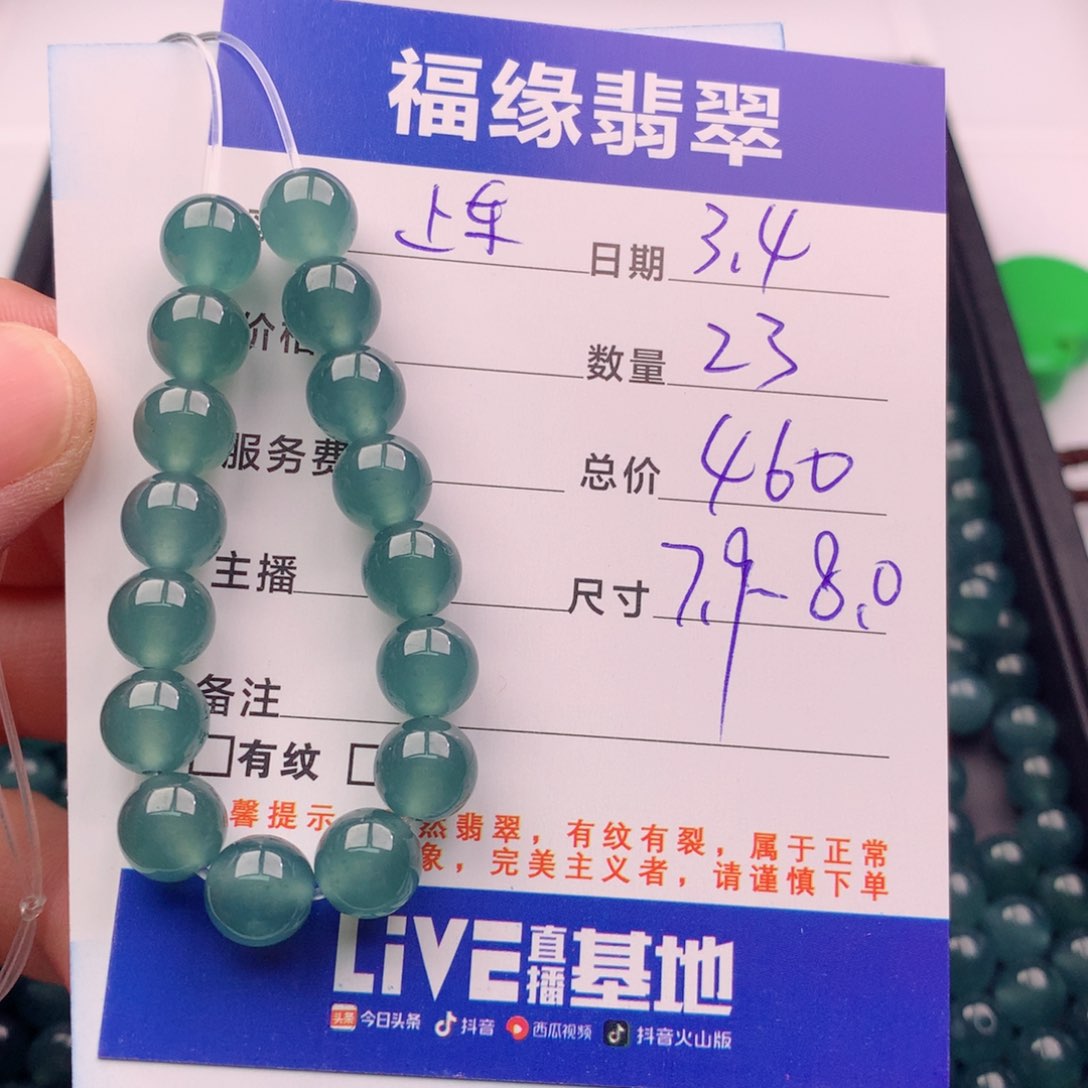 福缘翡翠
上车 日期 3.4
价格 数量 23
服务费 总价 460
主播 尺寸 7.9-8.0
备注
有纹
馨提示 然翡翠，有纹有裂，属于正常
象，完美主义者，请谨慎下单
LiVE直播基地
头条 今日头条 抖音 西瓜视频 抖音火山版